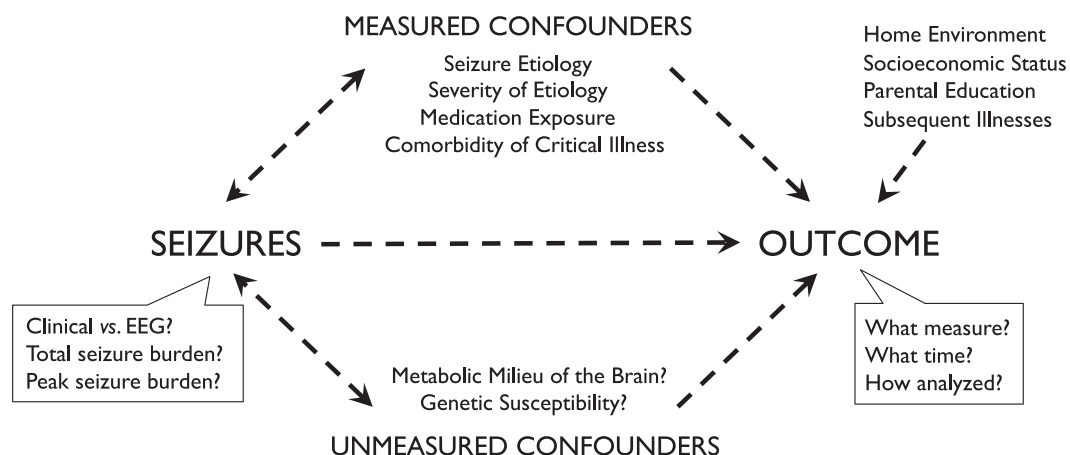 MEASURED CONFOUNDERS
Seizure Etiology
Severity of Etiology
Medication Exposure
Comorbidity of Critical Illness
Home Environment
Socioeconomic Status
Parental Education
Subsequent Illnesses
SEIZURES
OUTCOME
Clinical vs. EEG?
Total seizure burden?
Peak seizure burden?
What measure?
What time?
How analyzed?
Metabolic Milieu of the Brain?
Genetic Susceptibility?
UNMEASURED CONFOUNDERS